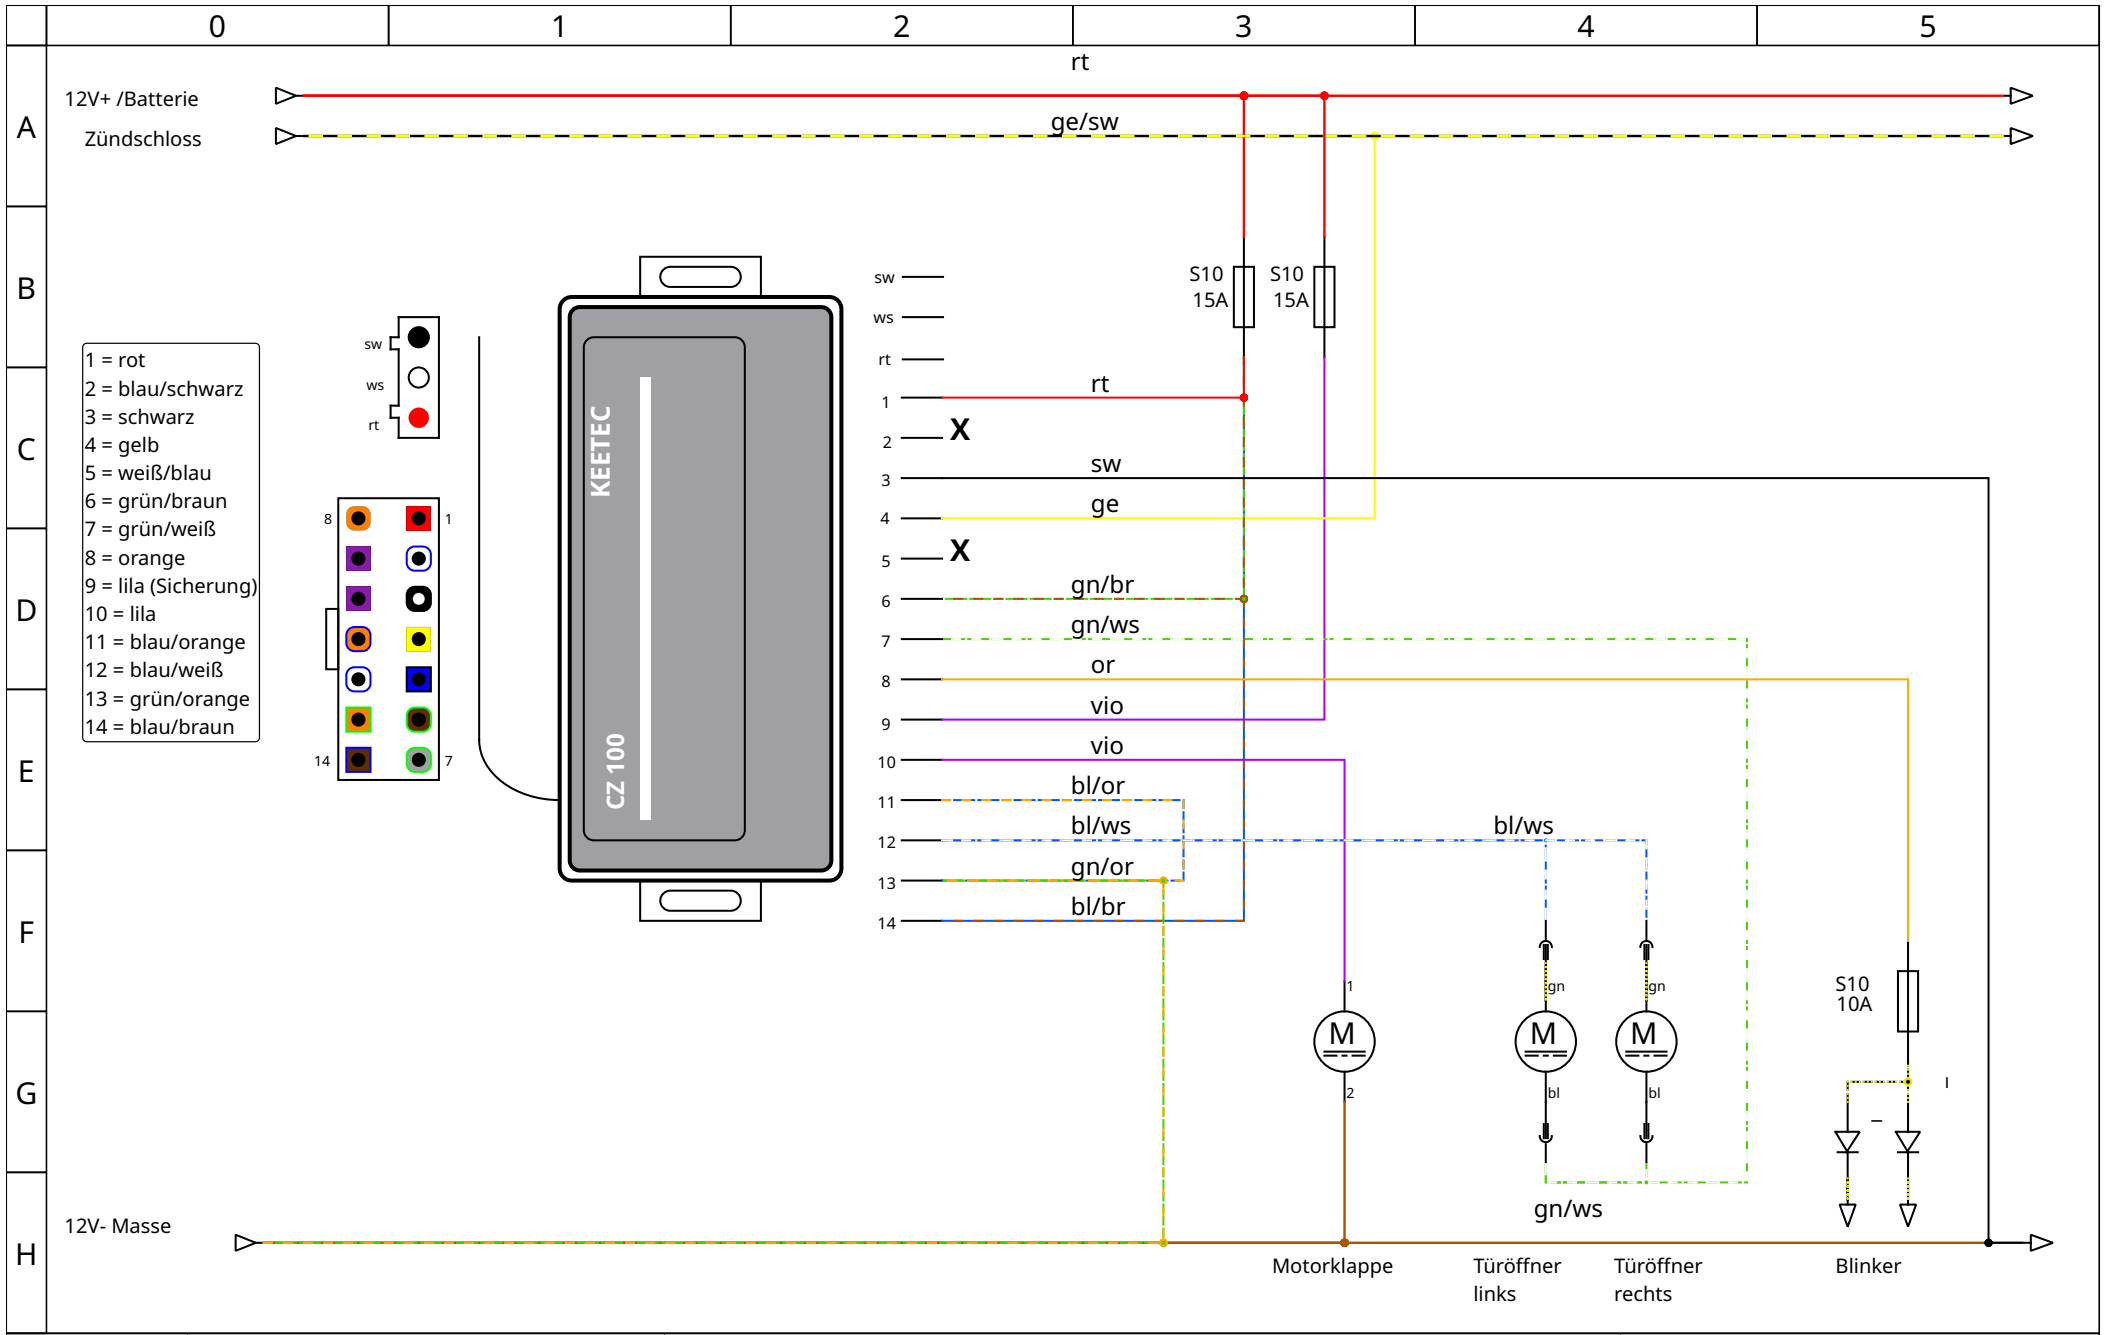 0 1 2 3 4 5
rt
12V+ /Batterie
A
ge/sw
Zündschloss
B
sw
S10 S10
15A 15A
ws
sw
ws
rt
rt
1 = rot
2 = blau/schwarz
3 = schwarz
4 = gelb
5 = weiß/blau
6 = grün/braun
7 = grün/weiß
8 = orange
9 = lila (Sicherung)
10 = lila
11 = blau/orange
12 = blau/weiß
13 = grün/orange
14 = blau/braun
8 1
14 7
KEETEC
CZ 100
1 rt
C
2 X
3 sw
4 ge
5 X
D
6 gn/br
7 gn/ws
8 or
9 vio
E
10 vio
11 bl/or
12 bl/ws bl/ws
13 gn/or
14 bl/br
F
1 gn gn
S10
10A
M M M
G
2 bl bl
I
I
gn/ws
12V- Masse
H
Motorklappe
Türöffner
links
Türöffner
rechts
Blinker